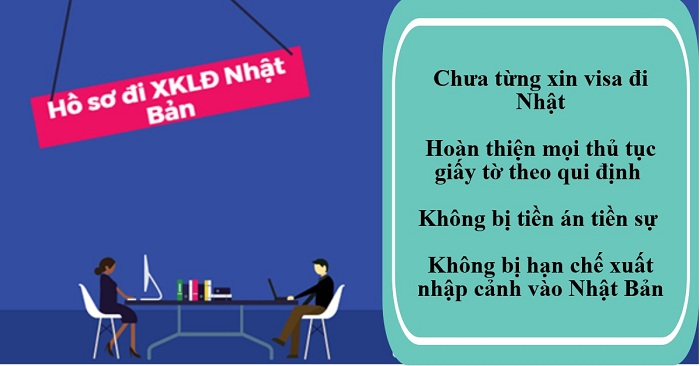 Hồ sơ đi XKLĐ Nhật
Bản
Chưa từng xin visa đi
Nhật
Hoàn thiện mọi thủ tục
giấy tờ theo qui định
Không bị tiền án tiền sự
Không bị hạn chế xuất
nhập cảnh vào Nhật Bản